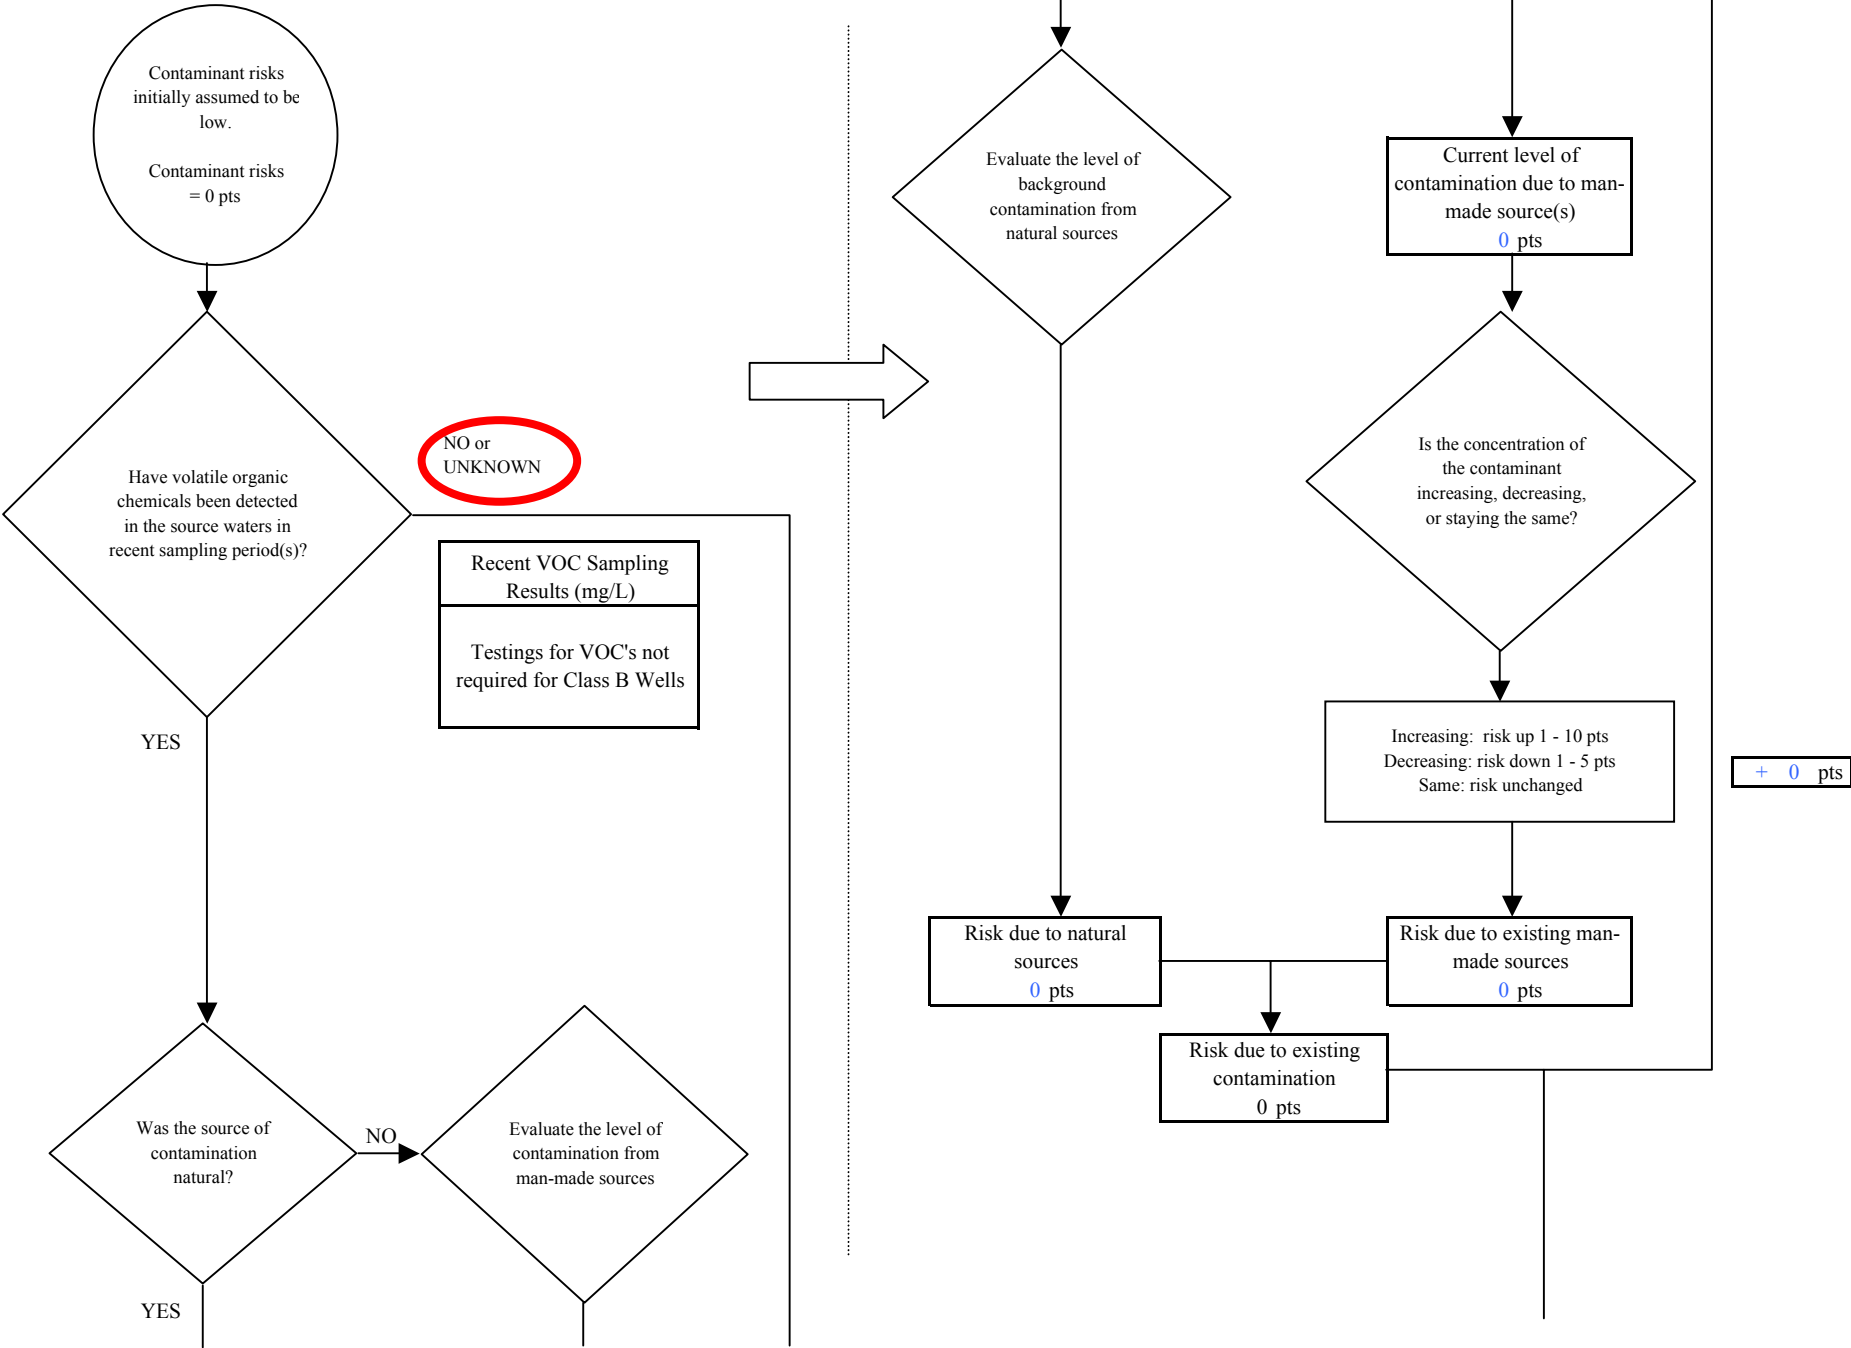 Contaminant risks
initially assumed to be
low.
Contaminant risks
= 0 pts
Have volatile organic
chemicals been detected
in the source waters in
recent sampling period(s)?
NO or
UNKNOWN
Recent VOC Sampling
Results (mg/L)
Testings for VOC's not
required for Class B Wells
YES
Was the source of
contamination
natural?
NO
Evaluate the level of
contamination from
man-made sources
YES
Evaluate the level of
background
contamination from
natural sources
Current level of
contamination due to man-
made source(s)
0 pts
Is the concentration of
the contaminant
increasing, decreasing,
or staying the same?
Increasing: risk up 1 - 10 pts
Decreasing: risk down 1 - 5 pts
Same: risk unchanged
+ 0 pts
Risk due to natural
sources
0 pts
Risk due to existing man-
made sources
0 pts
Risk due to existing
contamination
0 pts